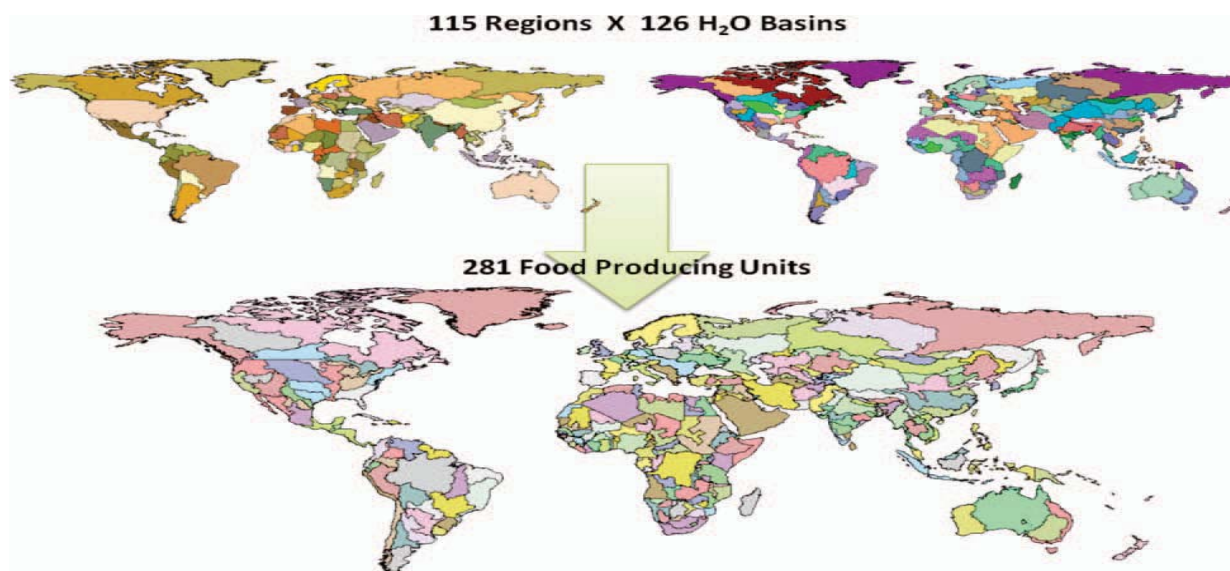 115 Regions X 126 H₂O Basins
281 Food Producing Units